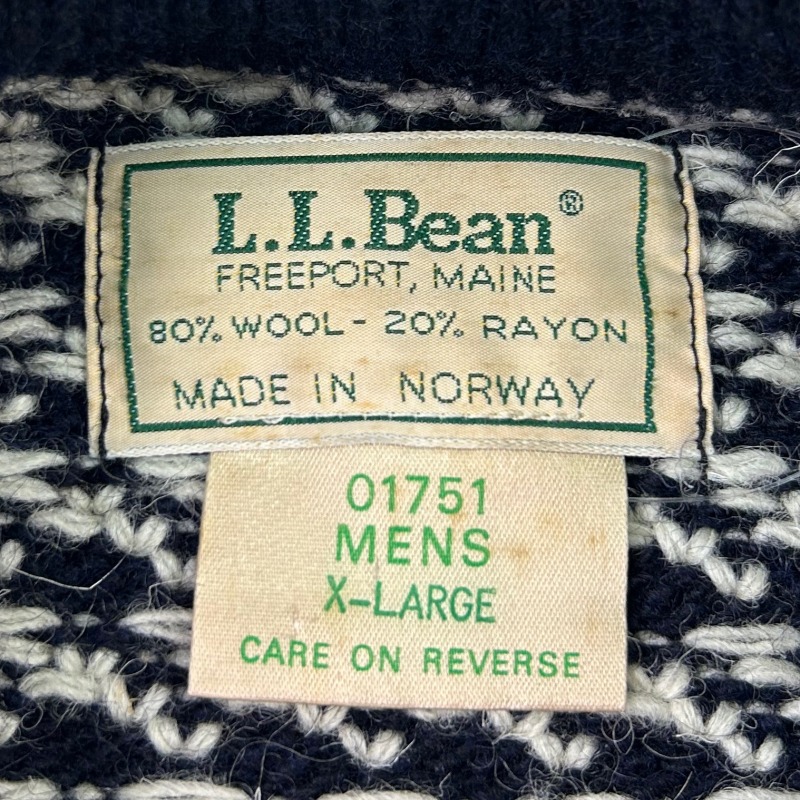 L.L.Bean®
FREEPORT, MAINE
80% WOOL - 20% RAYON
MADE IN NORWAY
01751
MENS
X-LARGE
CARE ON REVERSE